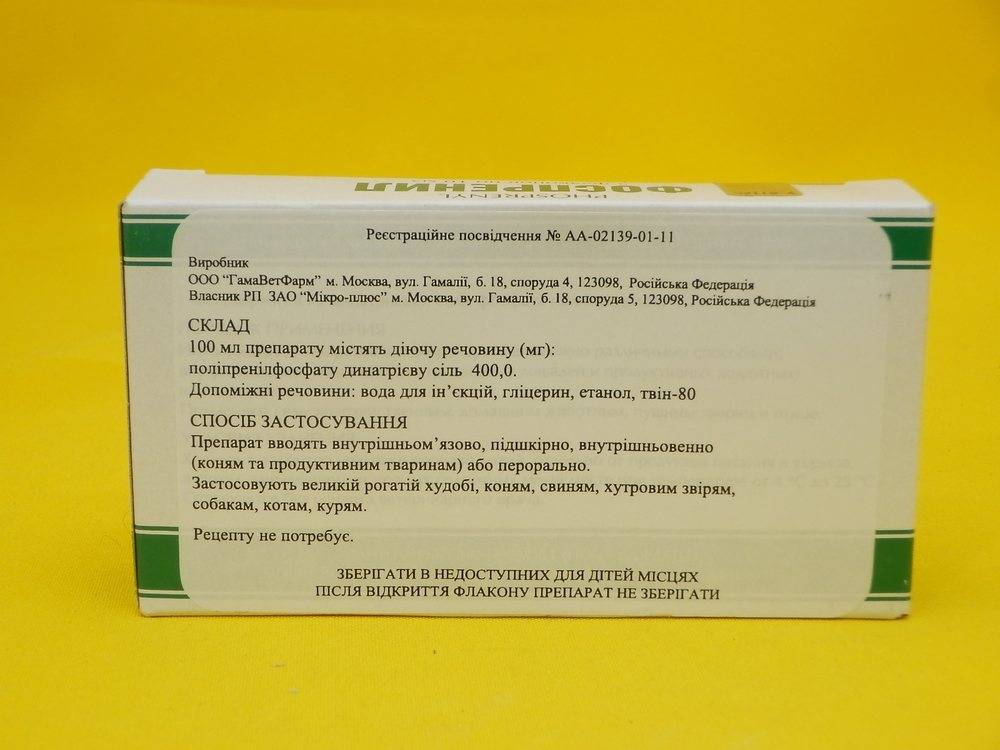 ФОСПРЕНИЛ
PHOSPRENYL
Реєстраційне посвідчення № АА-02139-01-11
Виробник
ООО “ГамаВетФарм” м. Москва, вул. Гамалії, б. 18, споруда 4, 123098, Російська Федерація
Власник РП ЗАО “Мікро-плюс” м. Москва, вул. Гамалії, б. 18, споруда 5, 123098, Російська Федерація
СКЛАД
100 мл препарату містять діючу речовину (мг):
поліпренілфосфату динатрієву сіль 400,0.
Допоміжні речовини: вода для ін’єкцій, гліцерин, етанол, твін-80
СПОСІБ ЗАСТОСУВАННЯ
Препарат вводять внутрішньом’язово, підшкірно, внутрішньовенно
(коням та продуктивним тваринам) або перорально.
Застосовують великій рогатій худобі, коням, свиням, хутровим звірям,
собакам, котам, курям.
Рецепту не потребує.
ЗБЕРІГАТИ В НЕДОСТУПНИХ ДЛЯ ДІТЕЙ МІСЦЯХ
ПІСЛЯ ВІДКРИТТЯ ФЛАКОНУ ПРЕПАРАТ НЕ ЗБЕРІГАТИ